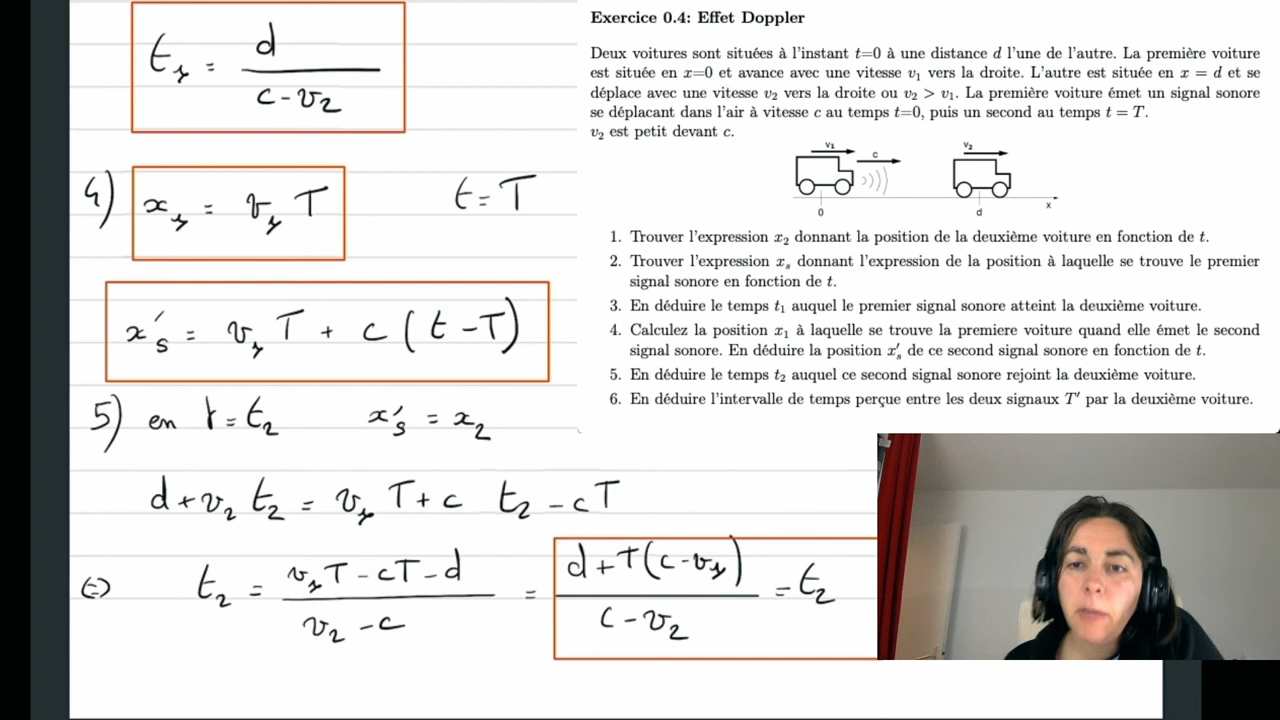 t₁ = d / (c - v₂)
4) x₁ = v₁ T t = T
x's = v₁ T + c ( t - T )
5) en t = t₂ x's = x₂
d + v₂ t₂ = v₁ T + c t₂ - cT
(=) t₂ = (v₁T - cT - d) / (v₂ - c) = (d + T(c - v₁)) / (c - v₂) = t₂
Exercice 0.4: Effet Doppler
Deux voitures sont situées à l'instant t=0 à une distance d l'une de l'autre. La première voiture
est située en x=0 et avance avec une vitesse v₁ vers la droite. L'autre est située en x = d et se
déplace avec une vitesse v₂ vers la droite ou v₂ > v₁. La première voiture émet un signal sonore
se déplacant dans l'air à vitesse c au temps t=0, puis un second au temps t = T.
v₂ est petit devant c.
v₁
c
v₂
0
d
x
1. Trouver l'expression x₂ donnant la position de la deuxième voiture en fonction de t.
2. Trouver l'expression xₛ donnant l'expression de la position à laquelle se trouve le premier
signal sonore en fonction de t.
3. En déduire le temps t₁ auquel le premier signal sonore atteint la deuxième voiture.
4. Calculez la position x₁ à laquelle se trouve la premiere voiture quand elle émet le second
signal sonore. En déduire la position x'ₛ de ce second signal sonore en fonction de t.
5. En déduire le temps t₂ auquel ce second signal sonore rejoint la deuxième voiture.
6. En déduire l'intervalle de temps perçue entre les deux signaux T' par la deuxième voiture.